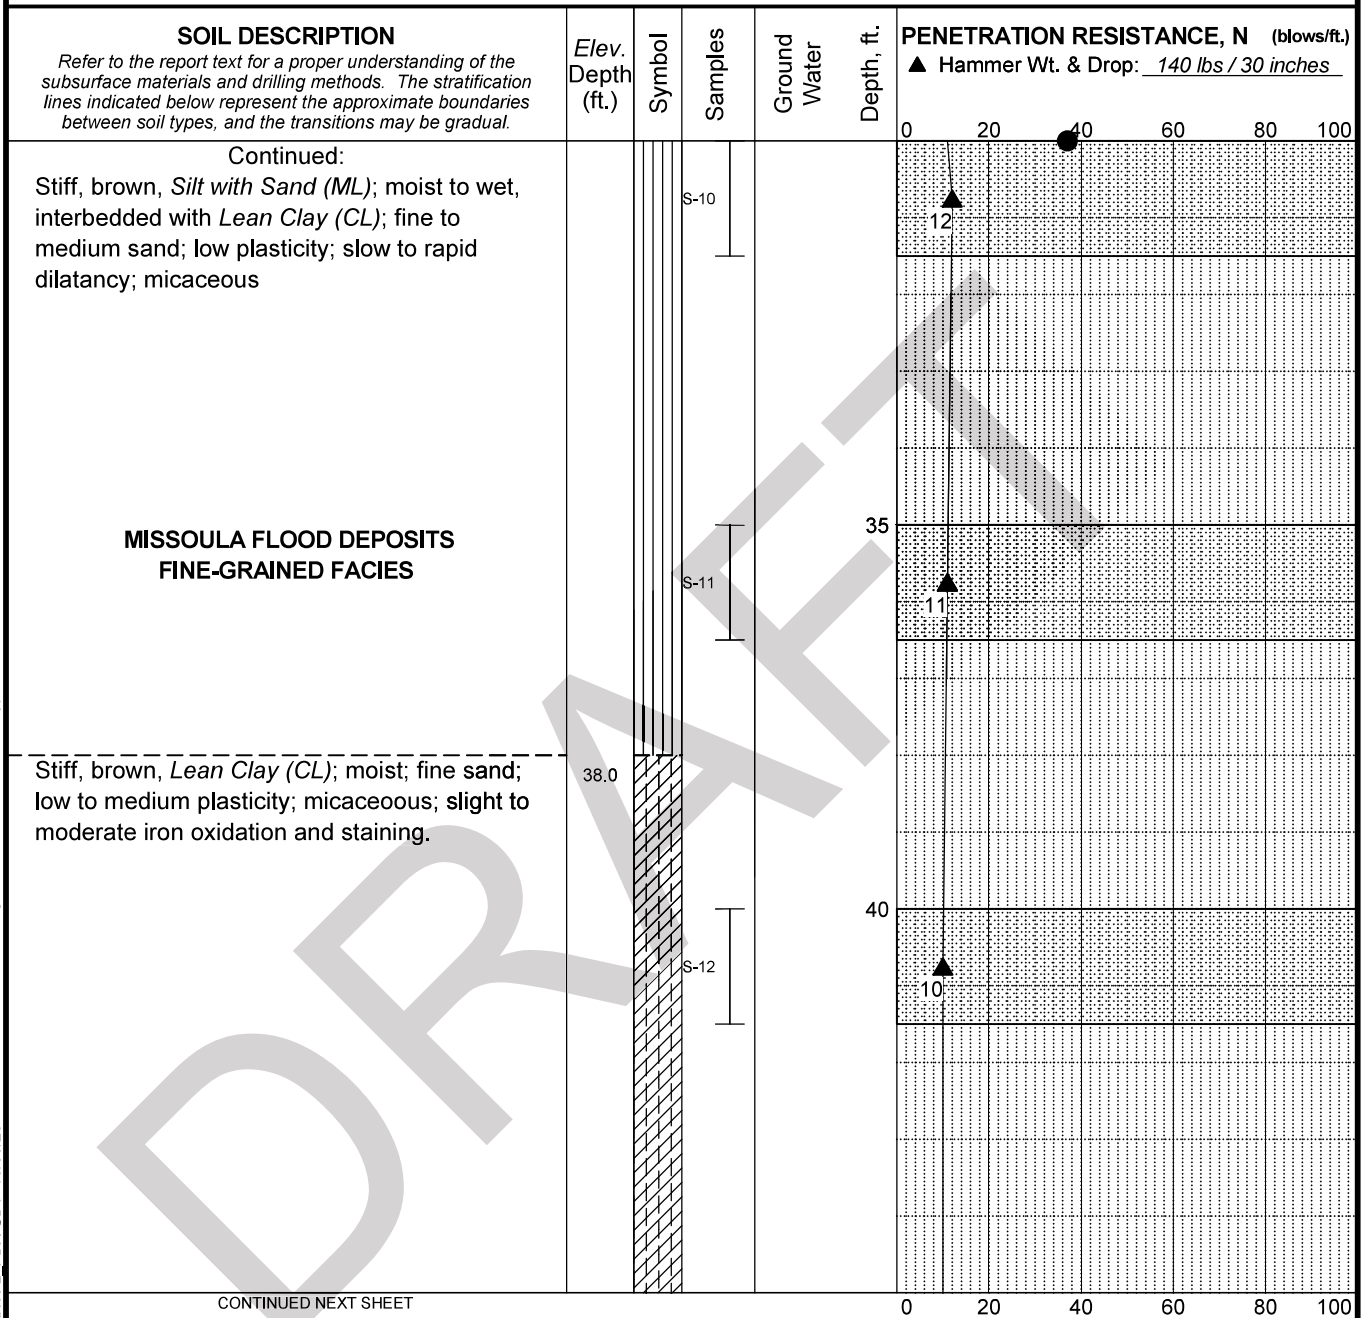 SOIL DESCRIPTION
Refer to the report text for a proper understanding of the
subsurface materials and drilling methods. The stratification
lines indicated below represent the approximate boundaries
between soil types, and the transitions may be gradual.
Elev.
Depth
(ft.)
Symbol
Samples
Ground
Water
Depth, ft.
PENETRATION RESISTANCE, N (blows/ft.)
▲ Hammer Wt. & Drop: 140 lbs / 30 inches
0 20 40 60 80 100
Continued:
Stiff, brown, Silt with Sand (ML); moist to wet,
interbedded with Lean Clay (CL); fine to
medium sand; low plasticity; slow to rapid
dilatancy; micaceous
S-10
12
MISSOULA FLOOD DEPOSITS
FINE-GRAINED FACIES
35
S-11
11
Stiff, brown, Lean Clay (CL); moist; fine sand;
low to medium plasticity; micaceoous; slight to
moderate iron oxidation and staining.
38.0
40
S-12
10
DRAFT
CONTINUED NEXT SHEET
0 20 40 60 80 100